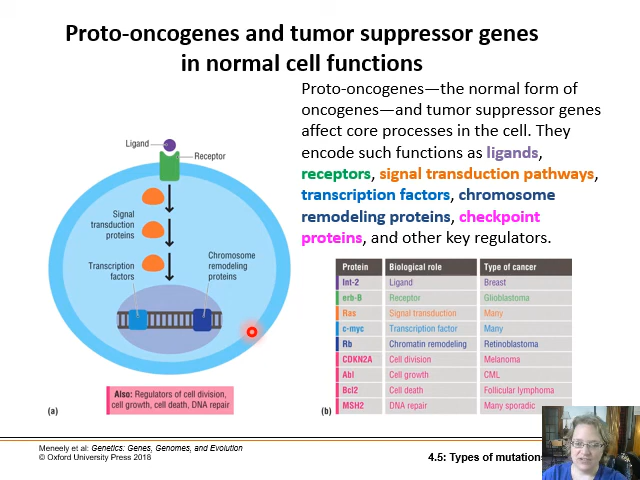 Proto-oncogenes and tumor suppressor genes
in normal cell functions
Proto-oncogenes—the normal form of
oncogenes—and tumor suppressor genes
affect core processes in the cell. They
encode such functions as ligands,
receptors, signal transduction pathways,
transcription factors, chromosome
remodeling proteins, checkpoint
proteins, and other key regulators.
Ligand
Receptor
Signal
transduction
proteins
Transcription
factors
Chromosome
remodeling
proteins
Also: Regulators of cell division,
cell growth, cell death, DNA repair
(a)
Protein Biological role Type of cancer
Int-2 Ligand Breast
erb-B Receptor Glioblastoma
Ras Signal transduction Many
c-myc Transcription factor Many
Rb Chromatin remodeling Retinoblastoma
CDKN2A Cell division Melanoma
Abl Cell growth CML
Bcl2 Cell death Follicular lymphoma
MSH2 DNA repair Many sporadic
(b)
Meneely et al: Genetics: Genes, Genomes, and Evolution
© Oxford University Press 2018
4.5: Types of mutations